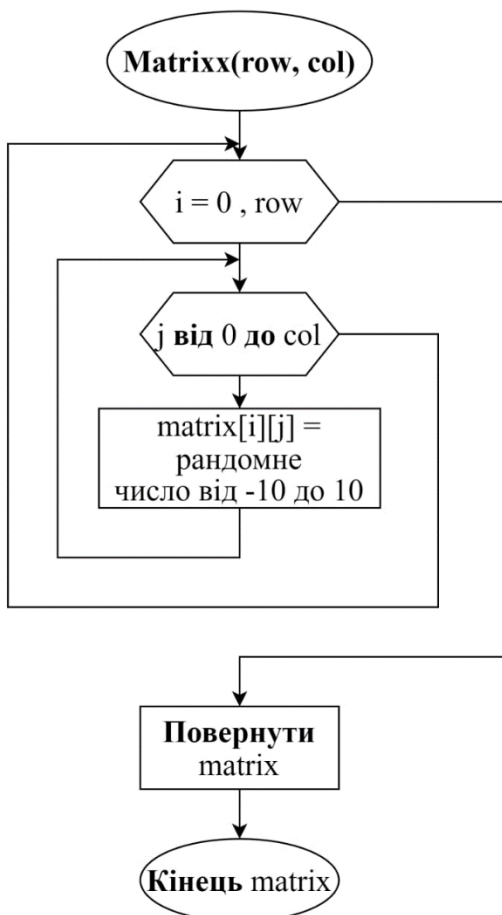 Matrixx(row, col)
i = 0 , row
j від 0 до col
matrix[i][j] =
рандомне
число від -10 до 10
Повернути
matrix
Кінець matrix